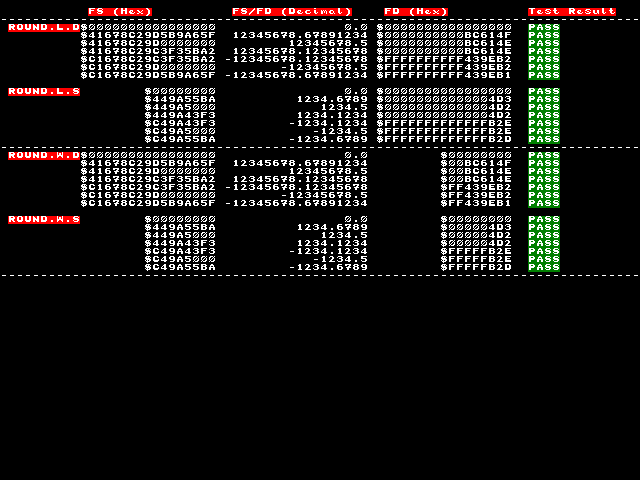 FS (Hex) FS/FD (Decimal) FD (Hex) Test Result
ROUND.L.D $0000000000000000 0.0 $0000000000000000 PASS
$41678C29D5B9A65F 12345678.67891234 $0000000000BC614F PASS
$41678C29D0000000 12345678.5 $0000000000BC614E PASS
$41678C29C3F35BA2 12345678.12345678 $0000000000BC614E PASS
$C1678C29C3F35BA2 -12345678.12345678 $FFFFFFFFFF439EB2 PASS
$C1678C29D0000000 -12345678.5 $FFFFFFFFFF439EB2 PASS
$C1678C29D5B9A65F -12345678.67891234 $FFFFFFFFFF439EB1 PASS
ROUND.L.S $00000000 0.0 $0000000000000000 PASS
$449A55BA 1234.6789 $00000000000004D3 PASS
$449A5000 1234.5 $00000000000004D2 PASS
$449A43F3 1234.1234 $00000000000004D2 PASS
$C49A43F3 -1234.1234 $FFFFFFFFFFFFFB2E PASS
$C49A5000 -1234.5 $FFFFFFFFFFFFFB2E PASS
$C49A55BA -1234.6789 $FFFFFFFFFFFFFB2D PASS
ROUND.W.D $0000000000000000 0.0 $00000000 PASS
$41678C29D5B9A65F 12345678.67891234 $00BC614F PASS
$41678C29D0000000 12345678.5 $00BC614E PASS
$41678C29C3F35BA2 12345678.12345678 $00BC614E PASS
$C1678C29C3F35BA2 -12345678.12345678 $FF439EB2 PASS
$C1678C29D0000000 -12345678.5 $FF439EB2 PASS
$C1678C29D5B9A65F -12345678.67891234 $FF439EB1 PASS
ROUND.W.S $00000000 0.0 $00000000 PASS
$449A55BA 1234.6789 $000004D3 PASS
$449A5000 1234.5 $000004D2 PASS
$449A43F3 1234.1234 $000004D2 PASS
$C49A43F3 -1234.1234 $FFFFFB2E PASS
$C49A5000 -1234.5 $FFFFFB2E PASS
$C49A55BA -1234.6789 $FFFFFB2D PASS